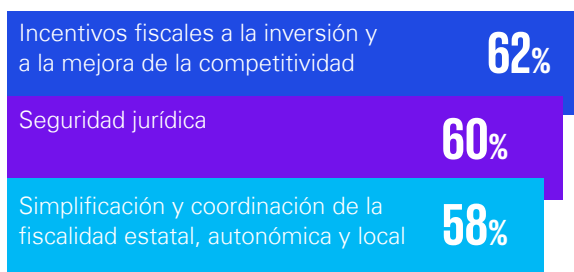 Incentivos fiscales a la inversión y
a la mejora de la competitividad
62%
Seguridad jurídica
60%
Simplificación y coordinación de la
fiscalidad estatal, autonómica y local
58%